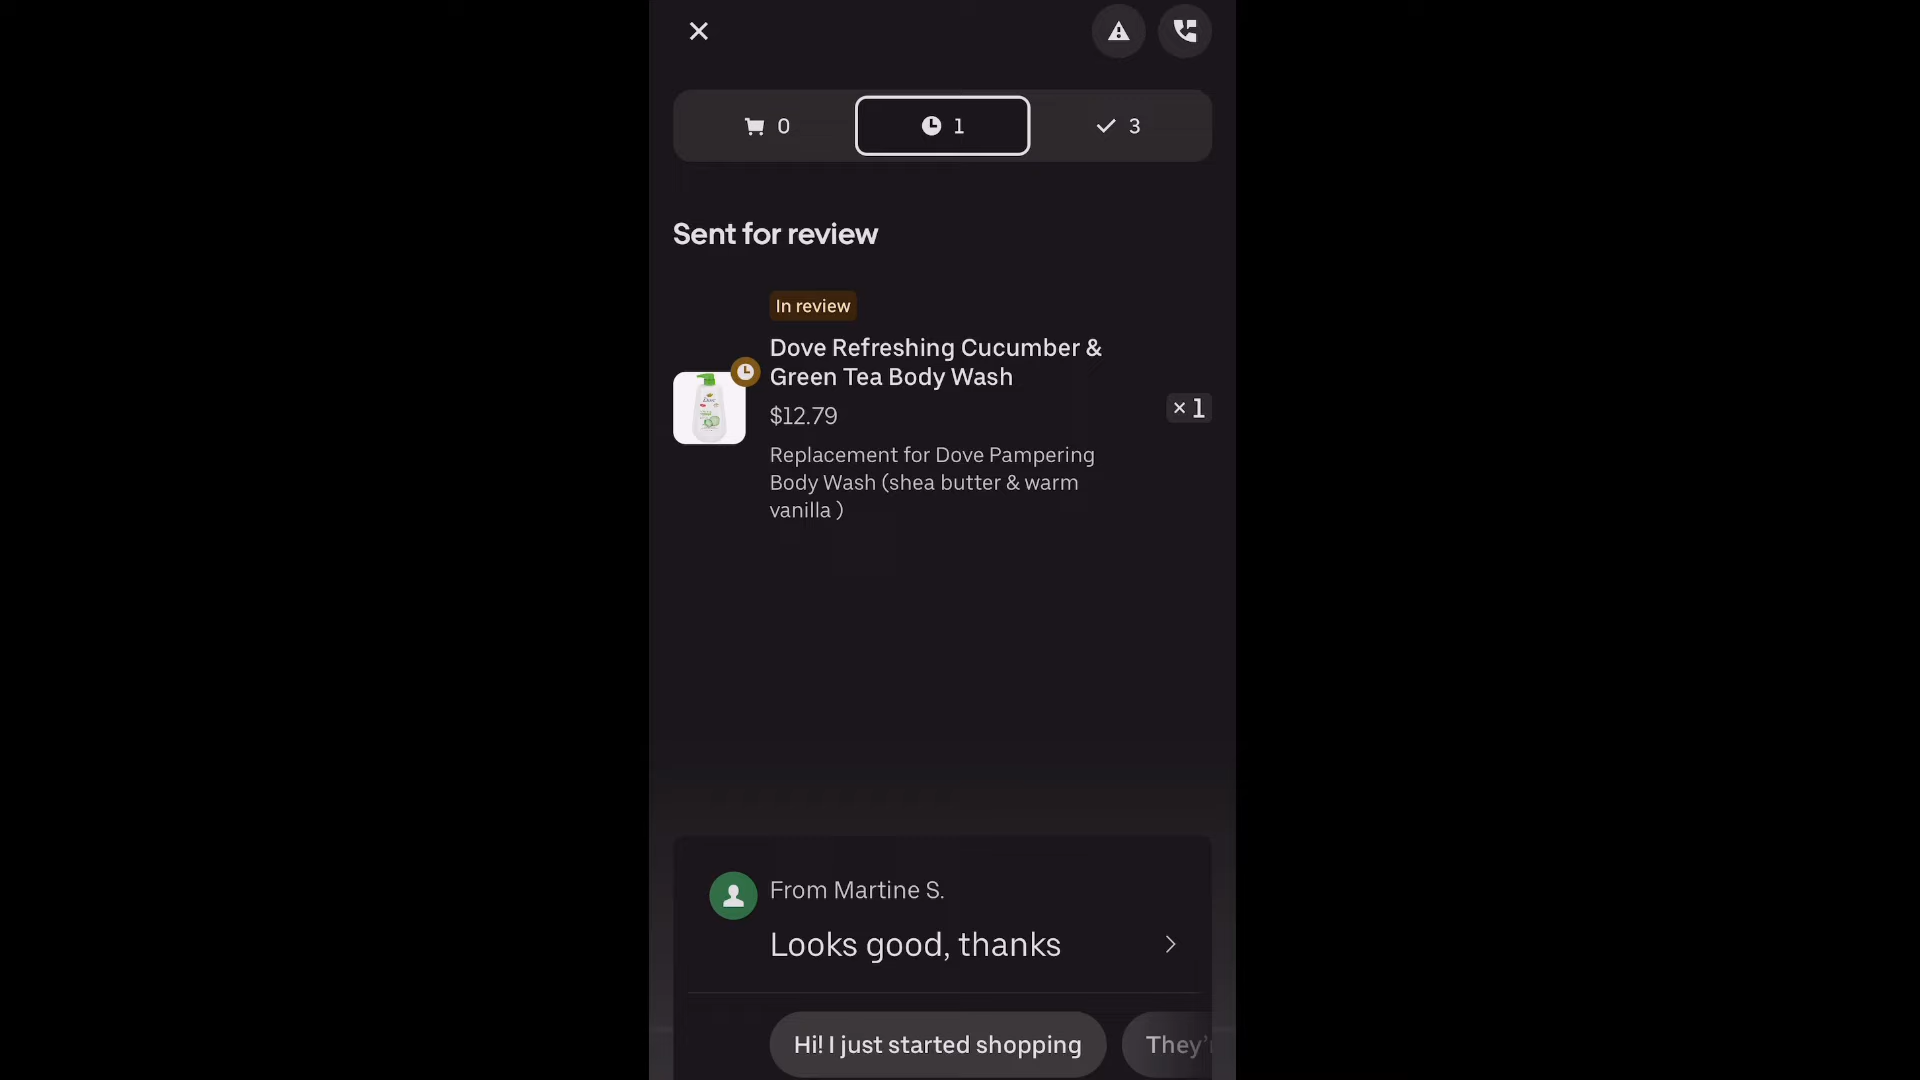 0
1
3
Sent for review
In review
Dove Refreshing Cucumber &
Green Tea Body Wash
$12.79
× 1
Replacement for Dove Pampering
Body Wash (shea butter & warm
vanilla )
From Martine S.
Looks good, thanks
Hi! I just started shopping